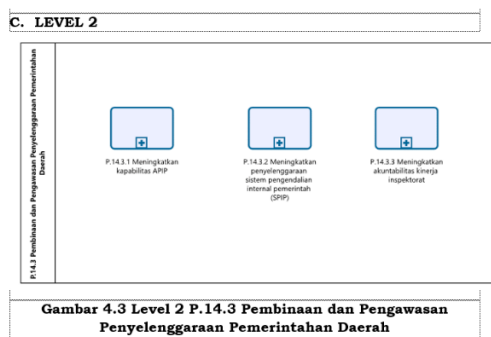 C. LEVEL 2
P.14.3 Pembinaan dan Pengawasan Penyelenggaraan Pemerintahan
Daerah
P.14.3.1 Meningkatkan
kapabilitas APIP
P.14.3.2 Meningkatkan
penyelenggaraan
sistem pengendalian
internal pemerintah
(SPIP)
P.14.3.3 Meningkatkan
akuntabilitas kinerja
inspektorat
Gambar 4.3 Level 2 P.14.3 Pembinaan dan Pengawasan
Penyelenggaraan Pemerintahan Daerah